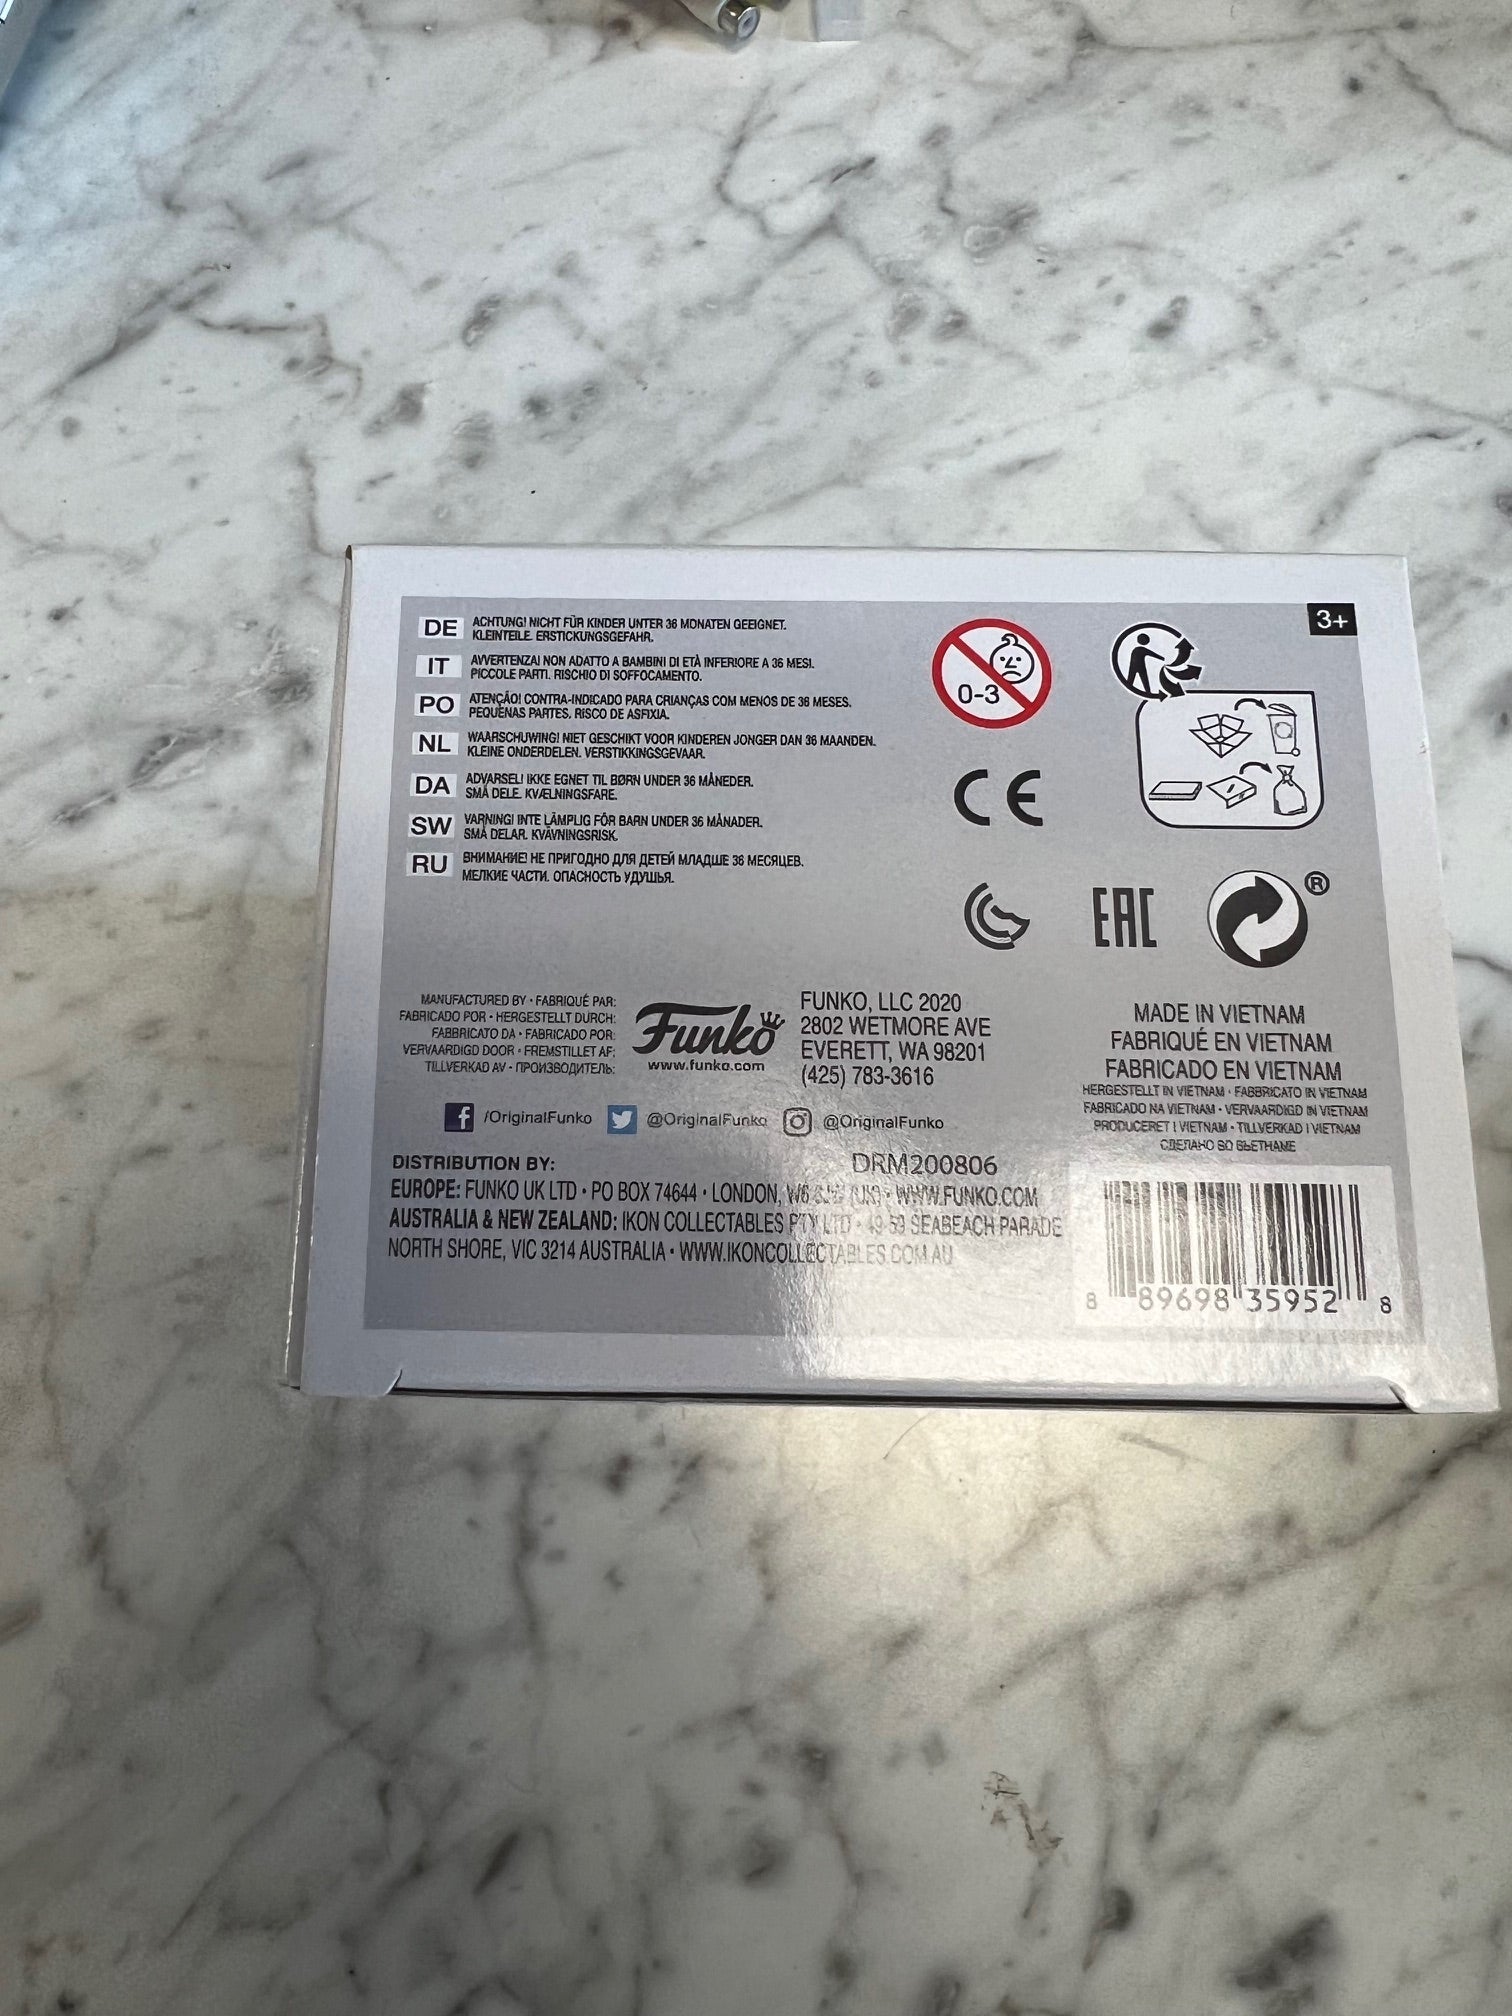 DE ACHTUNG! NICHT FÜR KINDER UNTER 36 MONATEN GEEIGNET.
KLEINTEILE. ERSTICKUNGSGEFAHR.
IT AVVERTENZA! NON ADATTO A BAMBINI DI ETÀ INFERIORE A 36 MESI.
PICCOLE PARTI. RISCHIO DI SOFFOCAMENTO.
PO ATENÇÃO! CONTRA-INDICADO PARA CRIANÇAS COM MENOS DE 36 MESES.
PEQUENAS PARTES. RISCO DE ASFIXIA.
NL WAARSCHUWING! NIET GESCHIKT VOOR KINDEREN JONGER DAN 36 MAANDEN.
KLEINE ONDERDELEN. VERSTIKKINGSGEVAAR.
DA ADVARSEL! IKKE EGNET TIL BØRN UNDER 36 MÅNEDER.
SMÅ DELE. KVÆLNINGSFARE.
SW VARNING! INTE LÄMPLIG FÖR BARN UNDER 36 MÅNADER.
SMÅ DELAR. KVÄVNINGSRISK.
RU ВНИМАНИЕ! НЕ ПРИГОДНО ДЛЯ ДЕТЕЙ МЛАДШЕ 36 МЕСЯЦЕВ.
МЕЛКИЕ ЧАСТИ. ОПАСНОСТЬ УДУШЬЯ.
0-3
3+
CE
EAC
®
MANUFACTURED BY • FABRIQUÉ PAR:
FABRICADO POR • HERGESTELLT DURCH:
FABBRICATO DA • FABRICADO POR:
VERVAARDIGD DOOR • FREMSTILLET AF:
TILLVERKAD AV • ПРОИЗВОДИТЕЛЬ:
Funko
www.funko.com
FUNKO, LLC 2020
2802 WETMORE AVE
EVERETT, WA 98201
(425) 783-3616
MADE IN VIETNAM
FABRIQUÉ EN VIETNAM
FABRICADO EN VIETNAM
HERGESTELLT IN VIETNAM • FABBRICATO IN VIETNAM
FABRICADO NA VIETNAM • VERVAARDIGD IN VIETNAM
PRODUCERET I VIETNAM • TILLVERKAD I VIETNAM
СДЕЛАНО ВО ВЬЕТНАМЕ
/OriginalFunko @OriginalFunko @OriginalFunko
DISTRIBUTION BY:
DRM200806
EUROPE: FUNKO UK LTD • PO BOX 74644 • LONDON, W6 (UK) • WWW.FUNKO.COM
AUSTRALIA & NEW ZEALAND: IKON COLLECTABLES PTY LTD • 49-59 SEABEACH PARADE
NORTH SHORE, VIC 3214 AUSTRALIA • WWW.IKONCOLLECTABLES.COM.AU
8 89698 35952 8